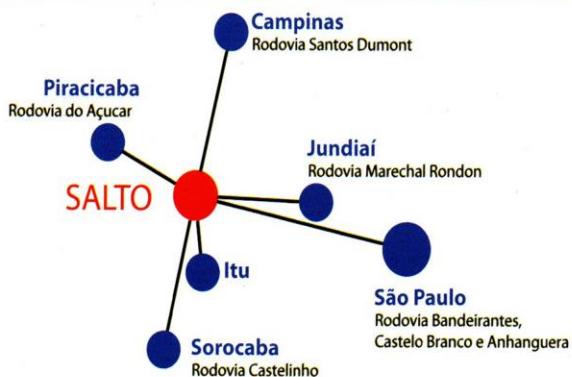 Campinas
Rodovia Santos Dumont
Piracicaba
Rodovia do Açucar
Jundiaí
Rodovia Marechal Rondon
SALTO
Itu
São Paulo
Rodovia Bandeirantes,
Castelo Branco e Anhanguera
Sorocaba
Rodovia Castelinho